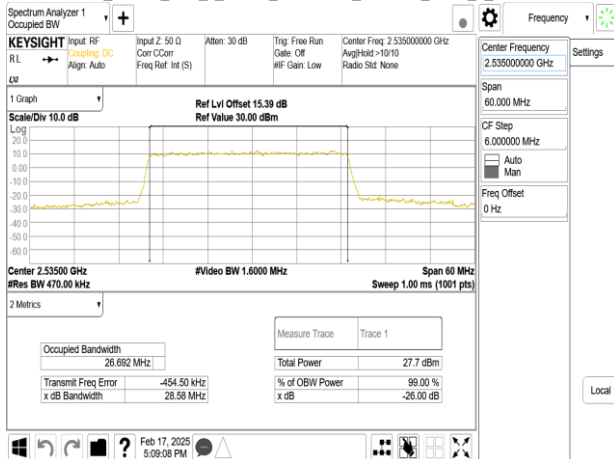 Spectrum Analyzer 1
Occupied BW
▼
+
Frequency
▼
KEYSIGHT
RL
LXI
Input: RF
Coupling: DC
Align: Auto
Input Z: 50 Ω
Corr CCorr
Freq Ref: Int (S)
Atten: 30 dB
Trig: Free Run
Gate: Off
#IF Gain: Low
Center Freq: 2.535000000 GHz
Avg|Hold:>10/10
Radio Std: None
Center Frequency
2.535000000 GHz
Settings
Span
60.000 MHz
CF Step
6.000000 MHz
Auto
Man
Freq Offset
0 Hz
Local
1 Graph
Scale/Div 10.0 dB
Ref Lvl Offset 15.39 dB
Ref Value 30.00 dBm
Log
20.0
10.0
0.00
-10.0
-20.0
-30.0
-40.0
-50.0
-60.0
Center 2.53500 GHz
#Video BW 1.6000 MHz
Span 60 MHz
#Res BW 470.00 kHz
Sweep 1.00 ms (1001 pts)
2 Metrics
Measure Trace Trace 1
Occupied Bandwidth
26.692 MHz
Total Power 27.7 dBm
Transmit Freq Error -454.50 kHz
% of OBW Power 99.00 %
x dB Bandwidth 28.58 MHz
x dB -26.00 dB
?
Feb 17, 2025
5:09:08 PM